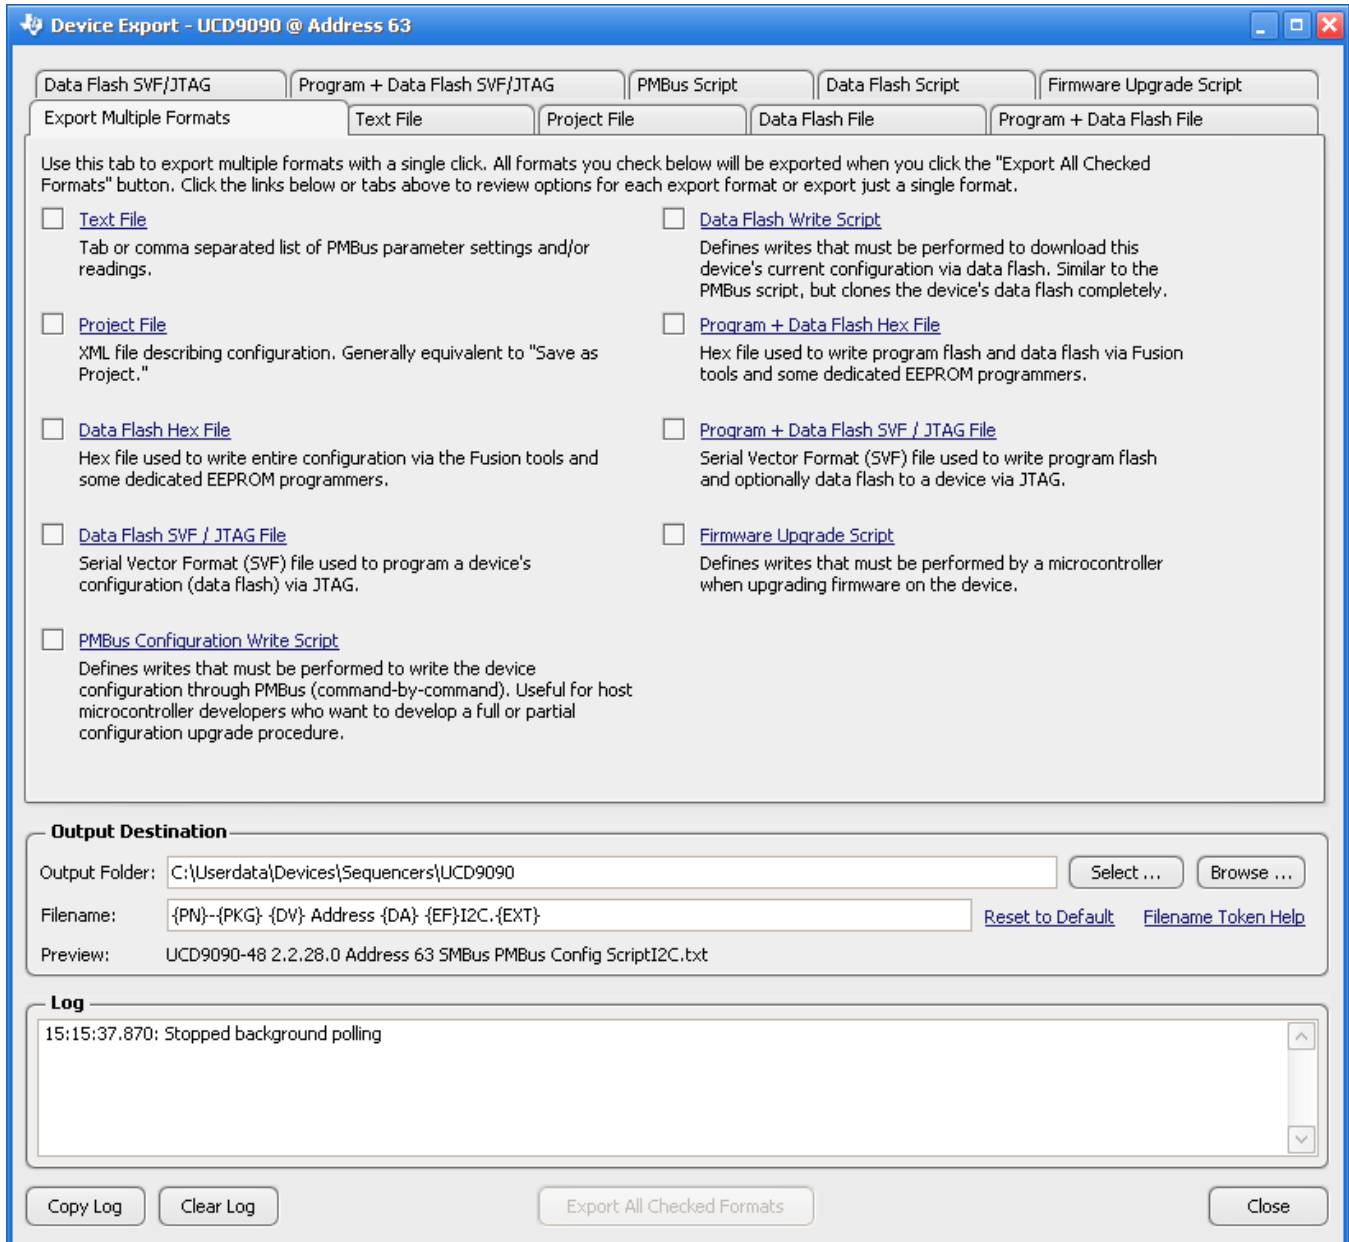 Device Export - UCD9090 @ Address 63
Data Flash SVF/JTAG
Program + Data Flash SVF/JTAG
PMBus Script
Data Flash Script
Firmware Upgrade Script
Export Multiple Formats
Text File
Project File
Data Flash File
Program + Data Flash File
Use this tab to export multiple formats with a single click. All formats you check below will be exported when you click the "Export All Checked
Formats" button. Click the links below or tabs above to review options for each export format or export just a single format.
Text File
Tab or comma separated list of PMBus parameter settings and/or
readings.
Project File
XML file describing configuration. Generally equivalent to "Save as
Project."
Data Flash Hex File
Hex file used to write entire configuration via the Fusion tools and
some dedicated EEPROM programmers.
Data Flash SVF / JTAG File
Serial Vector Format (SVF) file used to program a device's
configuration (data flash) via JTAG.
PMBus Configuration Write Script
Defines writes that must be performed to write the device
configuration through PMBus (command-by-command). Useful for host
microcontroller developers who want to develop a full or partial
configuration upgrade procedure.
Data Flash Write Script
Defines writes that must be performed to download this
device's current configuration via data flash. Similar to the
PMBus script, but clones the device's data flash completely.
Program + Data Flash Hex File
Hex file used to write program flash and data flash via Fusion
tools and some dedicated EEPROM programmers.
Program + Data Flash SVF / JTAG File
Serial Vector Format (SVF) file used to write program flash
and optionally data flash to a device via JTAG.
Firmware Upgrade Script
Defines writes that must be performed by a microcontroller
when upgrading firmware on the device.
Output Destination
Output Folder: C:\Userdata\Devices\Sequencers\UCD9090 Select ... Browse ...
Filename: {PN}-{PKG} {DV} Address {DA} {EF}I2C.{EXT} Reset to Default Filename Token Help
Preview: UCD9090-48 2.2.28.0 Address 63 SMBus PMBus Config ScriptI2C.txt
Log
15:15:37.870: Stopped background polling
Copy Log Clear Log Export All Checked Formats Close